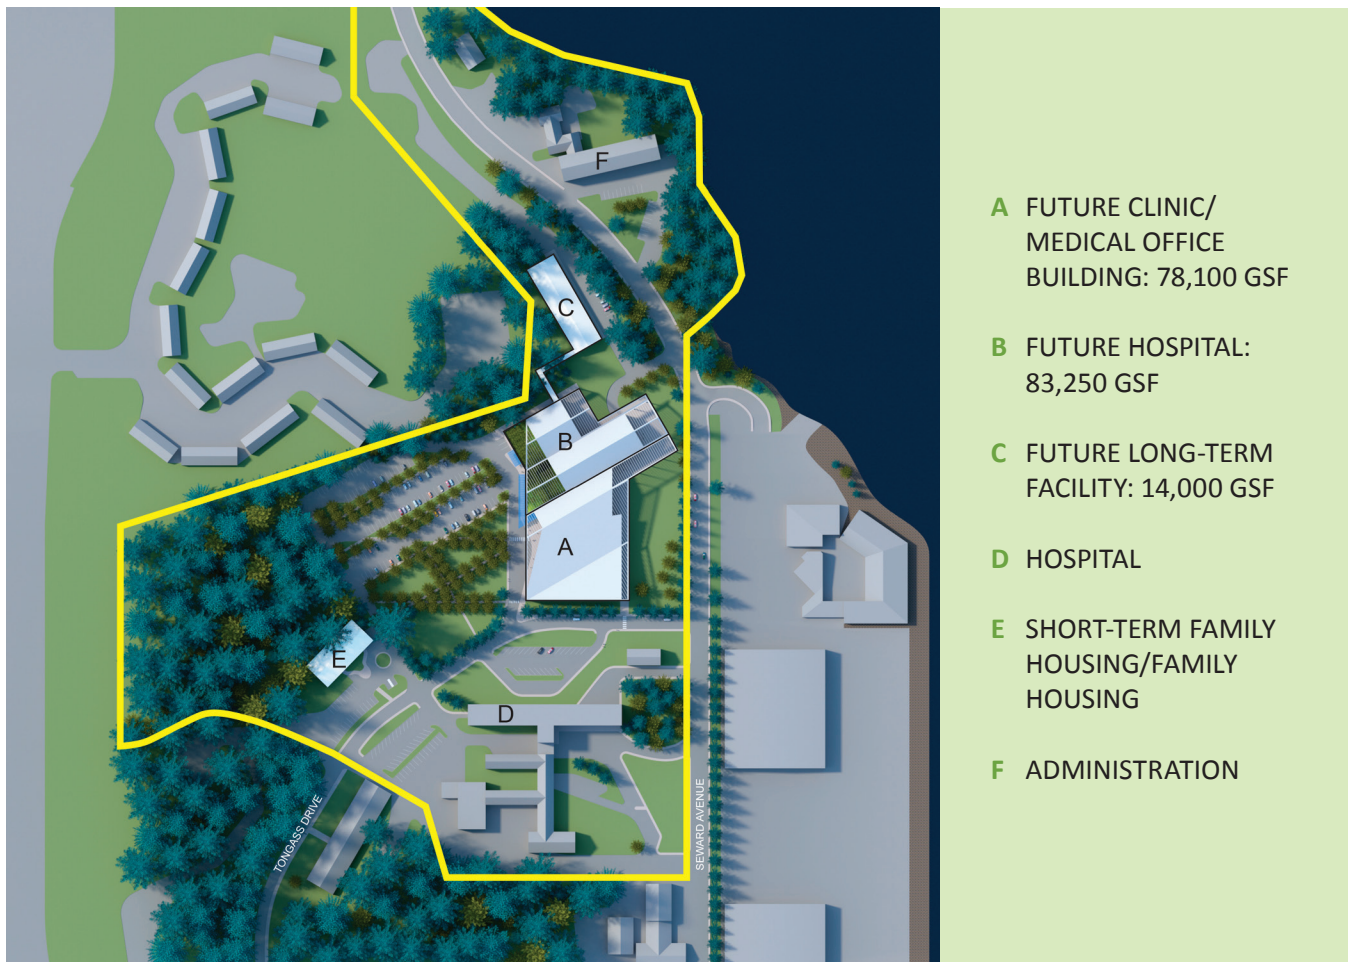 F
C
B
A
E
D
TONGASS DRIVE
SEWARD AVENUE
A FUTURE CLINIC/
MEDICAL OFFICE
BUILDING: 78,100 GSF
B FUTURE HOSPITAL:
83,250 GSF
C FUTURE LONG-TERM
FACILITY: 14,000 GSF
D HOSPITAL
E SHORT-TERM FAMILY
HOUSING/FAMILY
HOUSING
F ADMINISTRATION